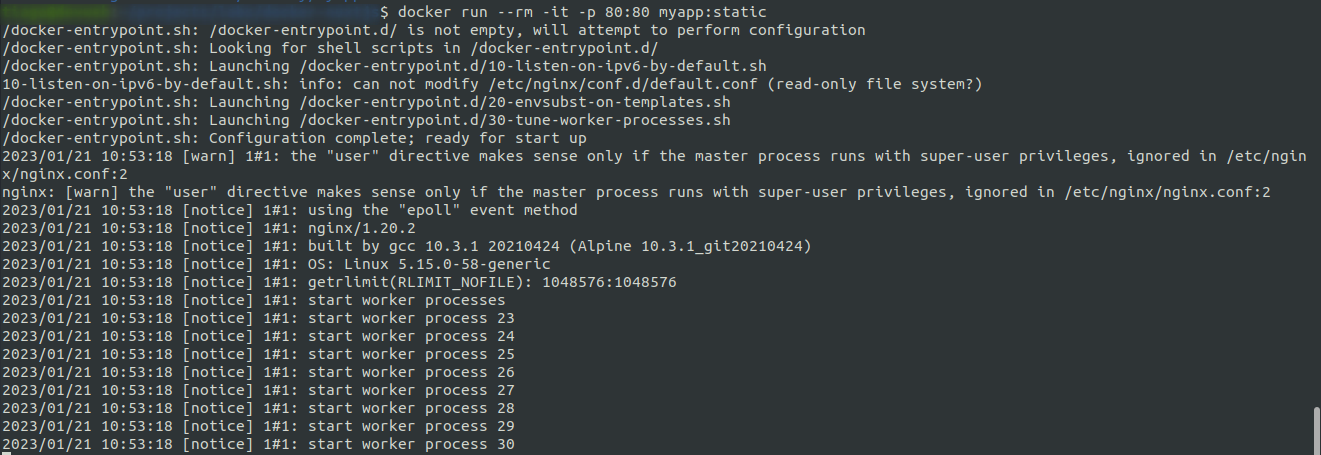 $ docker run --rm -it -p 80:80 myapp:static
/docker-entrypoint.sh: /docker-entrypoint.d/ is not empty, will attempt to perform configuration
/docker-entrypoint.sh: Looking for shell scripts in /docker-entrypoint.d/
/docker-entrypoint.sh: Launching /docker-entrypoint.d/10-listen-on-ipv6-by-default.sh
10-listen-on-ipv6-by-default.sh: info: can not modify /etc/nginx/conf.d/default.conf (read-only file system?)
/docker-entrypoint.sh: Launching /docker-entrypoint.d/20-envsubst-on-templates.sh
/docker-entrypoint.sh: Launching /docker-entrypoint.d/30-tune-worker-processes.sh
/docker-entrypoint.sh: Configuration complete; ready for start up
2023/01/21 10:53:18 [warn] 1#1: the "user" directive makes sense only if the master process runs with super-user privileges, ignored in /etc/ngin
x/nginx.conf:2
nginx: [warn] the "user" directive makes sense only if the master process runs with super-user privileges, ignored in /etc/nginx/nginx.conf:2
2023/01/21 10:53:18 [notice] 1#1: using the "epoll" event method
2023/01/21 10:53:18 [notice] 1#1: nginx/1.20.2
2023/01/21 10:53:18 [notice] 1#1: built by gcc 10.3.1 20210424 (Alpine 10.3.1_git20210424)
2023/01/21 10:53:18 [notice] 1#1: OS: Linux 5.15.0-58-generic
2023/01/21 10:53:18 [notice] 1#1: getrlimit(RLIMIT_NOFILE): 1048576:1048576
2023/01/21 10:53:18 [notice] 1#1: start worker processes
2023/01/21 10:53:18 [notice] 1#1: start worker process 23
2023/01/21 10:53:18 [notice] 1#1: start worker process 24
2023/01/21 10:53:18 [notice] 1#1: start worker process 25
2023/01/21 10:53:18 [notice] 1#1: start worker process 26
2023/01/21 10:53:18 [notice] 1#1: start worker process 27
2023/01/21 10:53:18 [notice] 1#1: start worker process 28
2023/01/21 10:53:18 [notice] 1#1: start worker process 29
2023/01/21 10:53:18 [notice] 1#1: start worker process 30